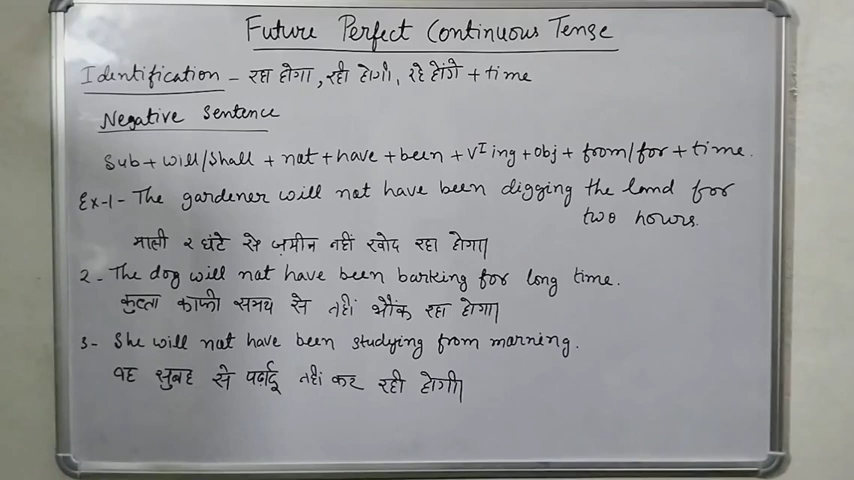 Future Perfect Continuous Tense
Identification - रहा होगा, रही होगी, रहे होंगे + time
Negative Sentence
Sub + will/shall + not + have + been + V I ing + obj + from/for + time.
Ex-1- The gardener will not have been digging the land for
two hours.
माली २ घंटे से ज़मीन नहीं खोद रहा होगा।
2- The dog will not have been barking for long time.
कुत्ता काफी समय से नहीं भौंक रहा होगा।
3- She will not have been studying from morning.
वह सुबह से पढ़ाई नहीं कर रही होगी।